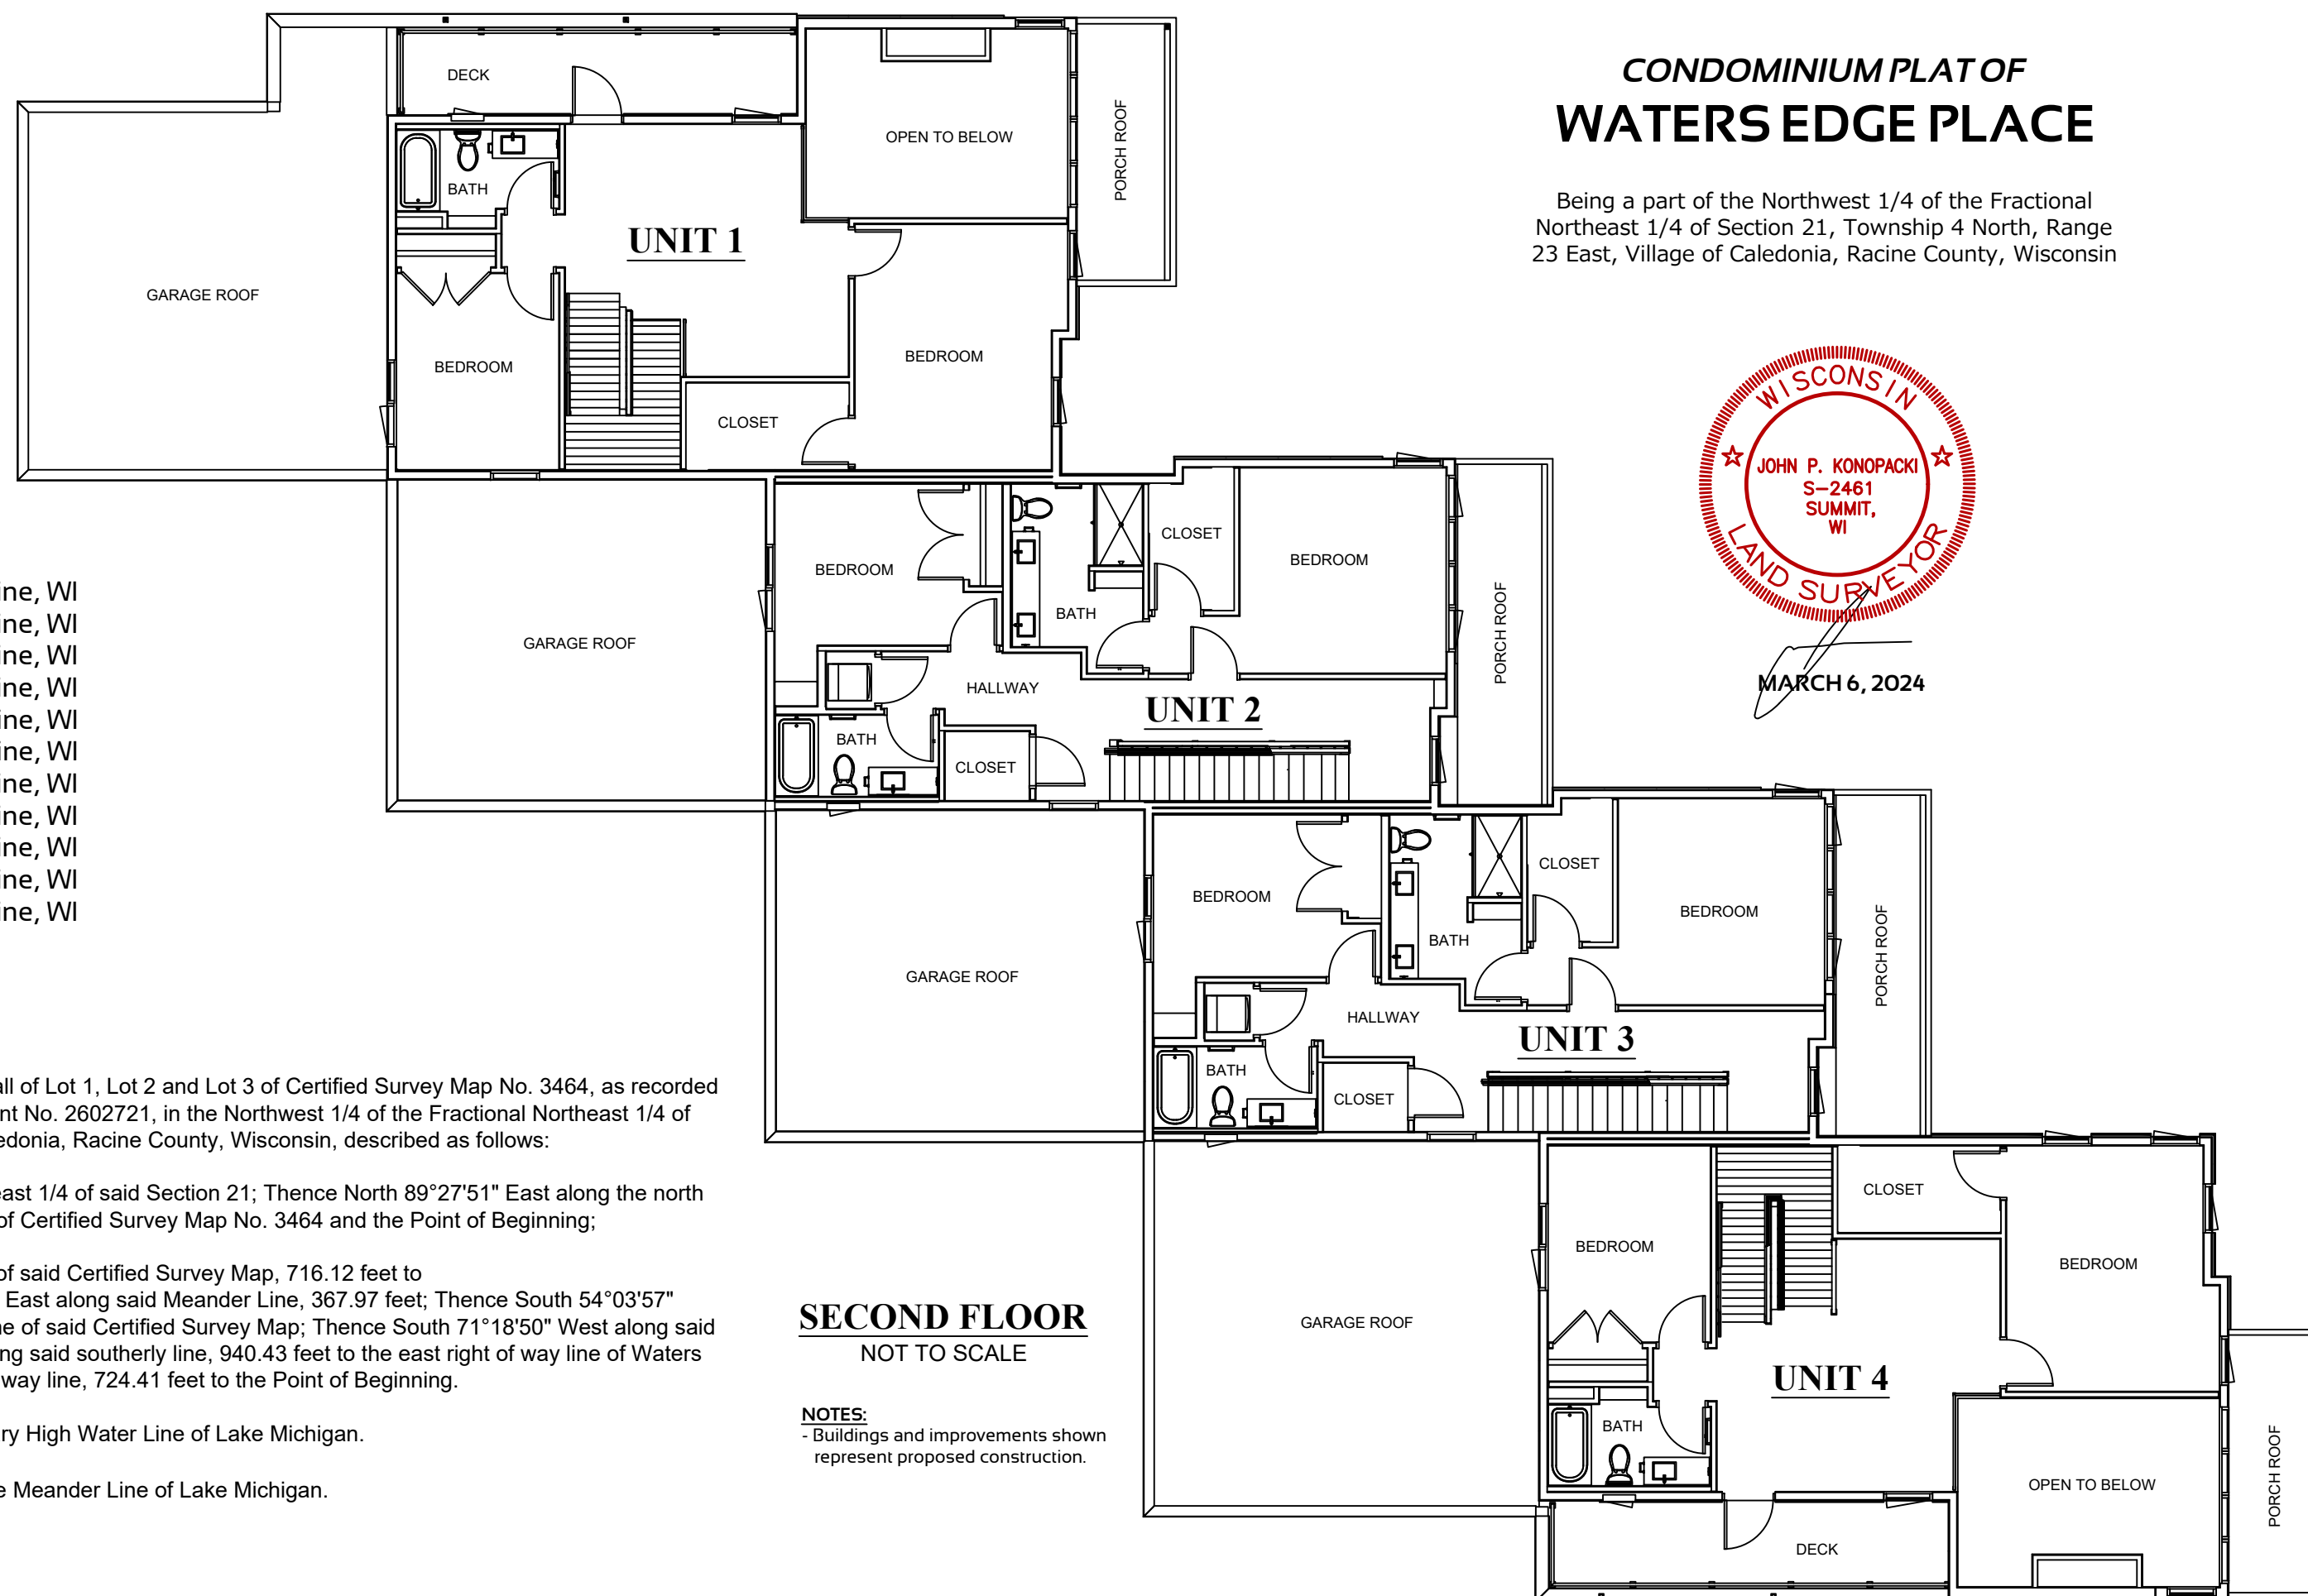 CONDOMINIUM PLAT OF
WATERS EDGE PLACE
Being a part of the Northwest 1/4 of the Fractional
Northeast 1/4 of Section 21, Township 4 North, Range
23 East, Village of Caledonia, Racine County, Wisconsin
WISCONSIN
JOHN P. KONOPACKI
S-2461
SUMMIT,
WI
LAND SURVEYOR
MARCH 6, 2024
DECK
OPEN TO BELOW
PORCH ROOF
BATH
UNIT 1
GARAGE ROOF
BEDROOM
BEDROOM
CLOSET
CLOSET
BEDROOM
BEDROOM
BATH
GARAGE ROOF
PORCH ROOF
HALLWAY
UNIT 2
BATH
CLOSET
CLOSET
BEDROOM
BEDROOM
BATH
GARAGE ROOF
PORCH ROOF
HALLWAY
UNIT 3
BATH
CLOSET
CLOSET
BEDROOM
BEDROOM
GARAGE ROOF
UNIT 4
BATH
OPEN TO BELOW
PORCH ROOF
DECK
ine, WI
ine, WI
ine, WI
ine, WI
ine, WI
ine, WI
ine, WI
ine, WI
ine, WI
ine, WI
ine, WI
all of Lot 1, Lot 2 and Lot 3 of Certified Survey Map No. 3464, as recorded
nt No. 2602721, in the Northwest 1/4 of the Fractional Northeast 1/4 of
edonia, Racine County, Wisconsin, described as follows:
east 1/4 of said Section 21; Thence North 89°27'51" East along the north
of Certified Survey Map No. 3464 and the Point of Beginning;
of said Certified Survey Map, 716.12 feet to
East along said Meander Line, 367.97 feet; Thence South 54°03'57"
ne of said Certified Survey Map; Thence South 71°18'50" West along said
ng said southerly line, 940.43 feet to the east right of way line of Waters
way line, 724.41 feet to the Point of Beginning.
ry High Water Line of Lake Michigan.
e Meander Line of Lake Michigan.
SECOND FLOOR
NOT TO SCALE
NOTES:
- Buildings and improvements shown
represent proposed construction.